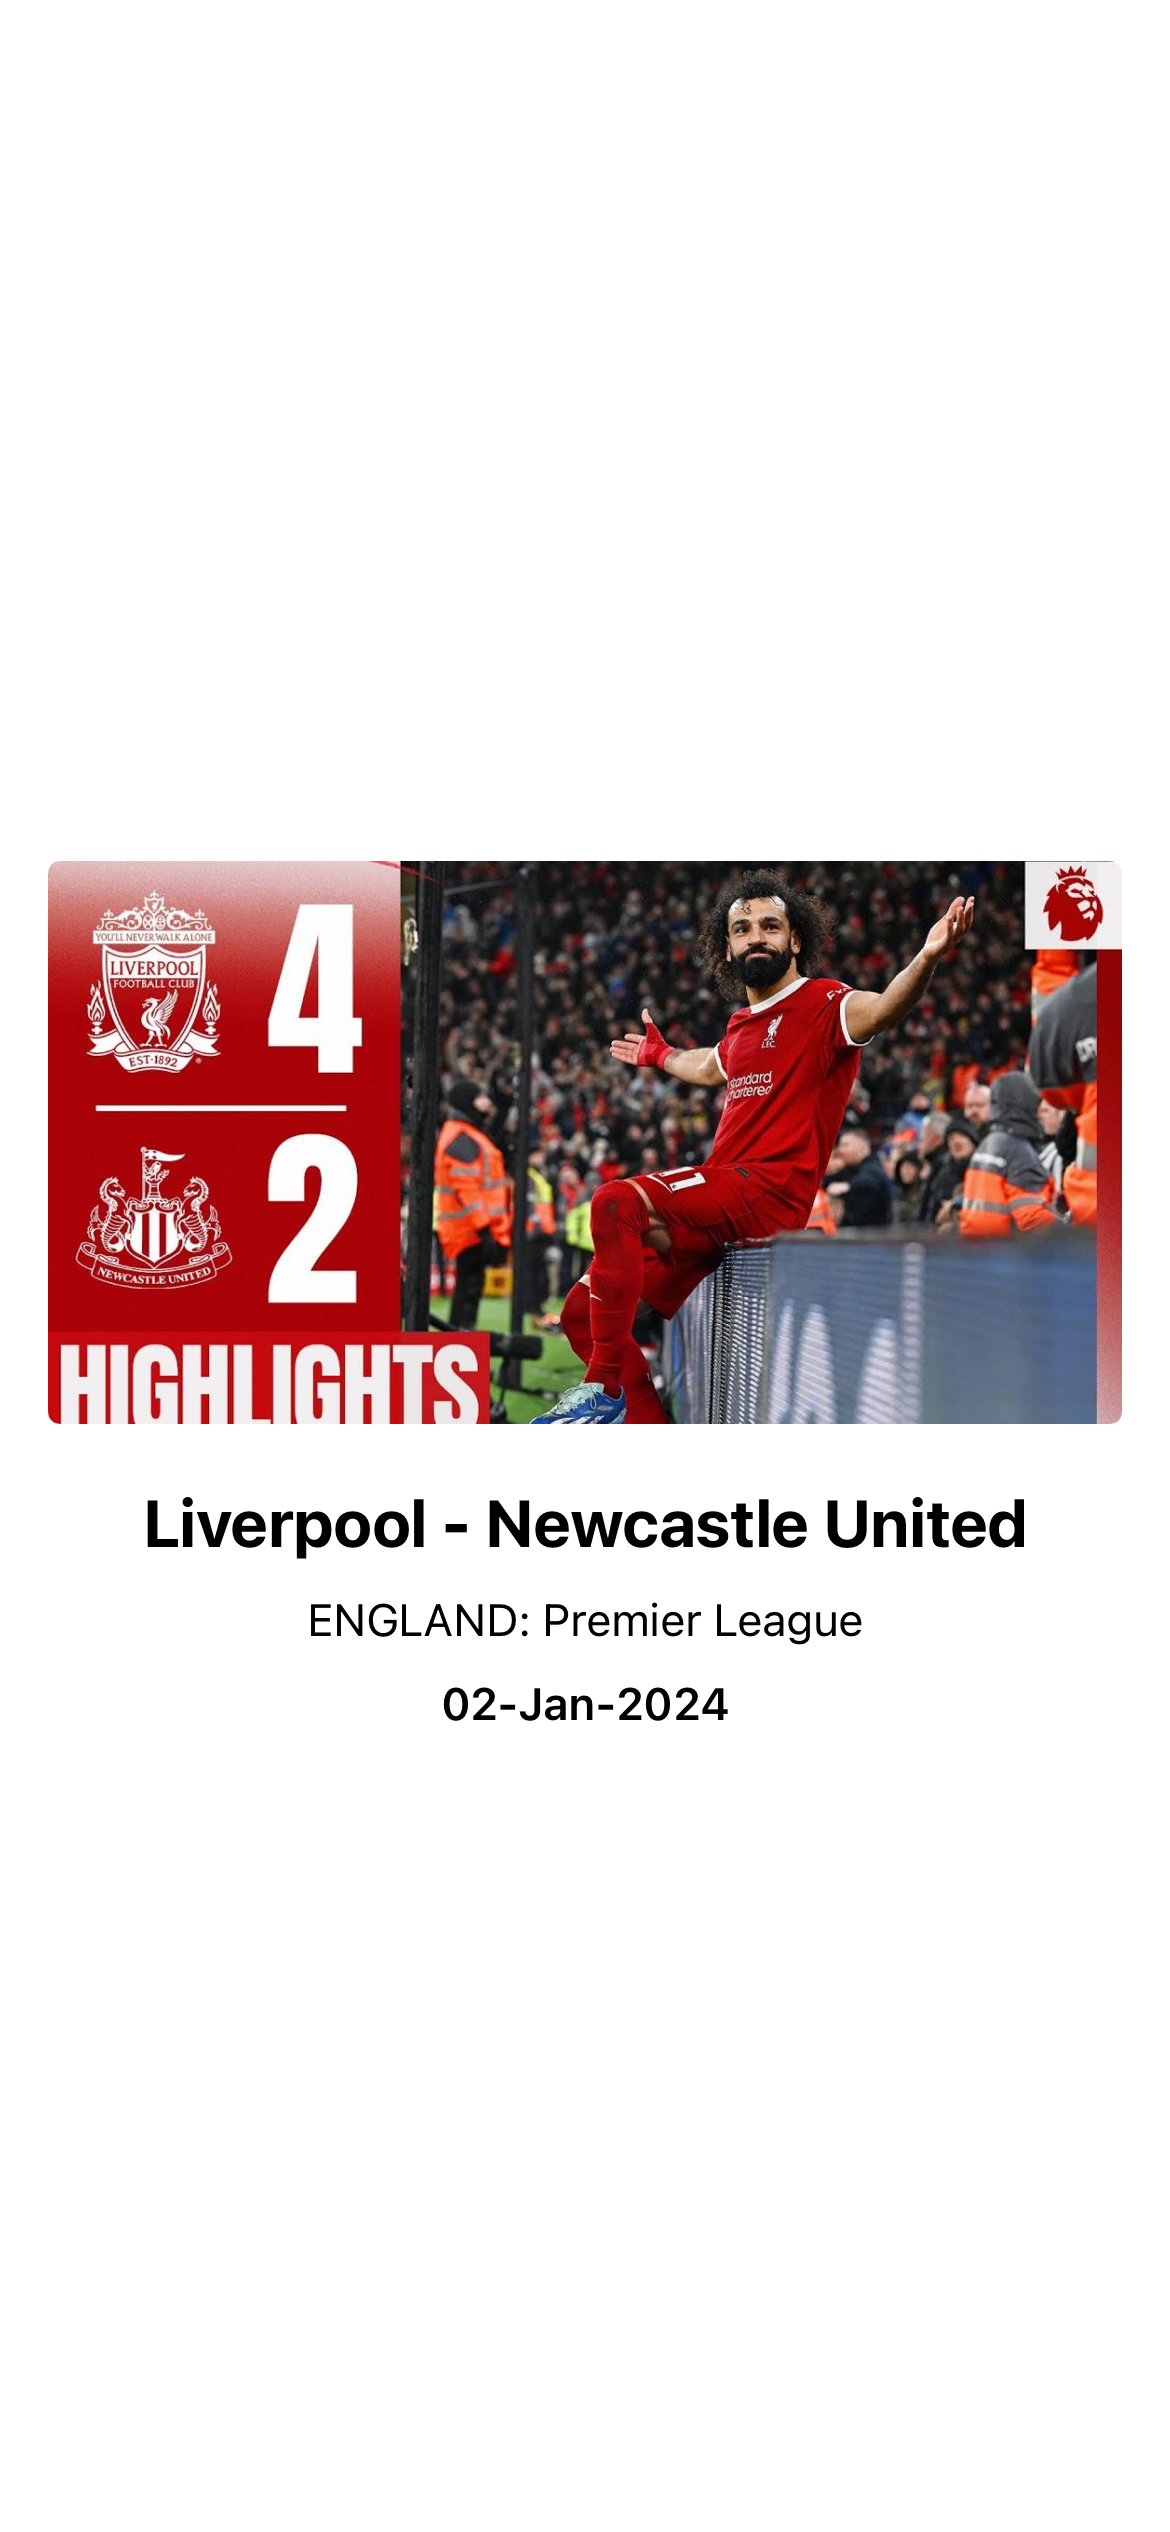 YOU'LL NEVER WALK ALONE
LIVERPOOL
FOOTBALL CLUB
EST·1892
4
NEWCASTLE UNITED
2
HIGHLIGHTS
L.F.C.
standard
chartered
11
Liverpool - Newcastle United
ENGLAND: Premier League
02-Jan-2024